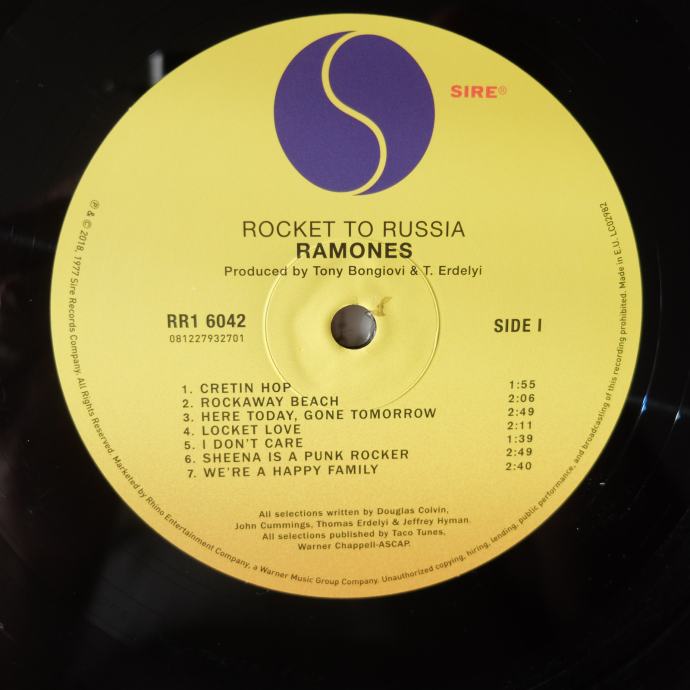 SIRE®
ROCKET TO RUSSIA
RAMONES
Produced by Tony Bongiovi & T. Erdelyi
RR1 6042
081227932701
SIDE I
1. CRETIN HOP 1:55
2. ROCKAWAY BEACH 2:06
3. HERE TODAY, GONE TOMORROW 2:49
4. LOCKET LOVE 2:11
5. I DON'T CARE 1:39
6. SHEENA IS A PUNK ROCKER 2:49
7. WE'RE A HAPPY FAMILY 2:40
All selections written by Douglas Colvin,
John Cummings, Thomas Erdelyi & Jeffrey Hyman.
All selections published by Taco Tunes,
Warner Chappell-ASCAP.
℗ & © 2018, 1977 Sire Records Company. All Rights Reserved. Marketed by Rhino Entertainment Company, a Warner Music Group Company. Unauthorized copying, hiring, lending, public performance, and broadcasting of this recording prohibited. Made in E.U. LC02982